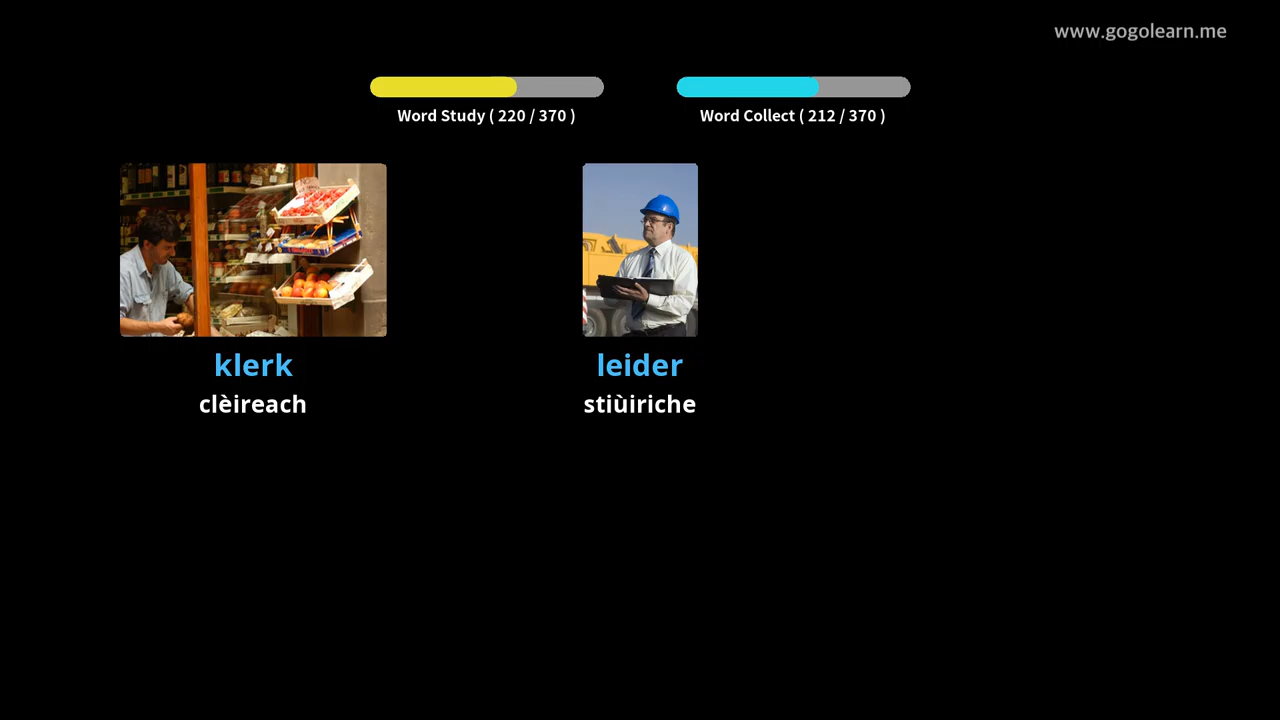 www.gogolearn.me
Word Study ( 220 / 370 )
Word Collect ( 212 / 370 )
klerk
leider
clèireach
stiùiriche